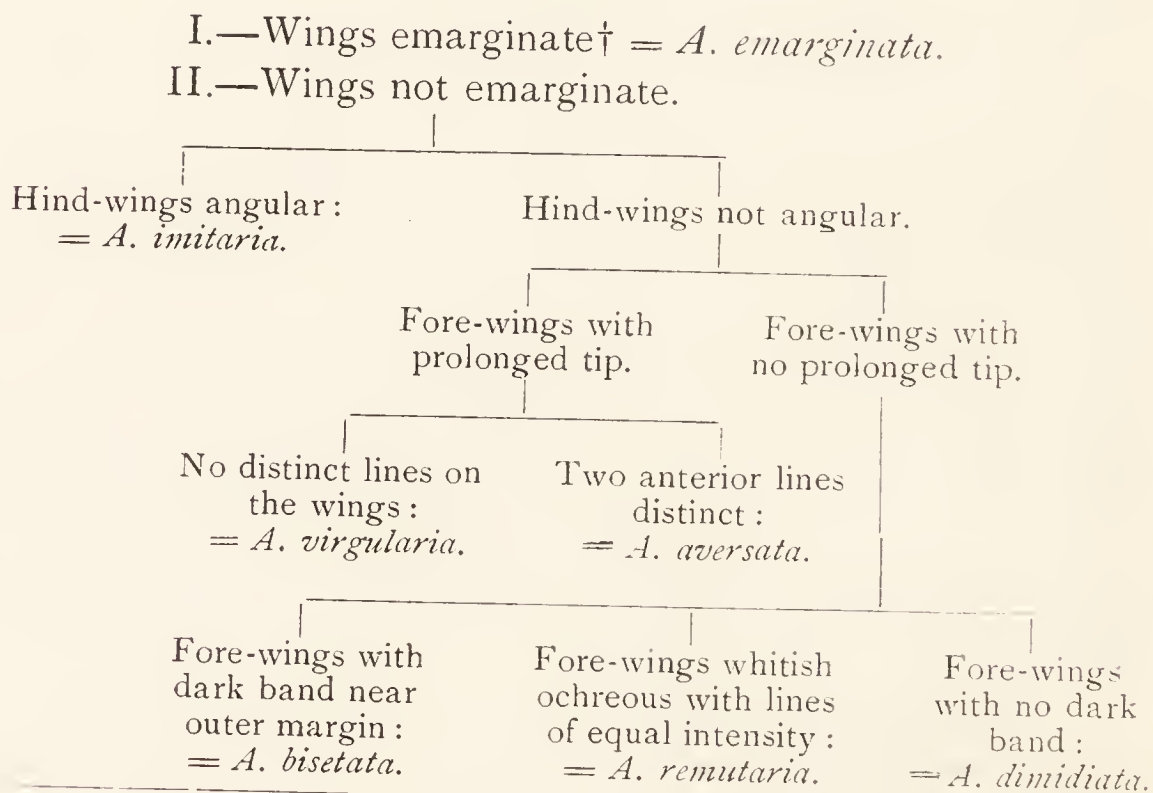 I.—Wings emarginate† = A. emarginata.
II.—Wings not emarginate.
Hind-wings angular :
= A. imitaria.
Hind-wings not angular.
Fore-wings with
prolonged tip.
Fore-wings with
no prolonged tip.
No distinct lines on
the wings :
= A. virgularia.
Two anterior lines
distinct :
= A. aversata.
Fore-wings with
dark band near
outer margin :
= A. bisetata.
Fore-wings whitish
ochreous with lines
of equal intensity :
= A. remutaria.
Fore-wings
with no dark
band :
= A. dimidiata.